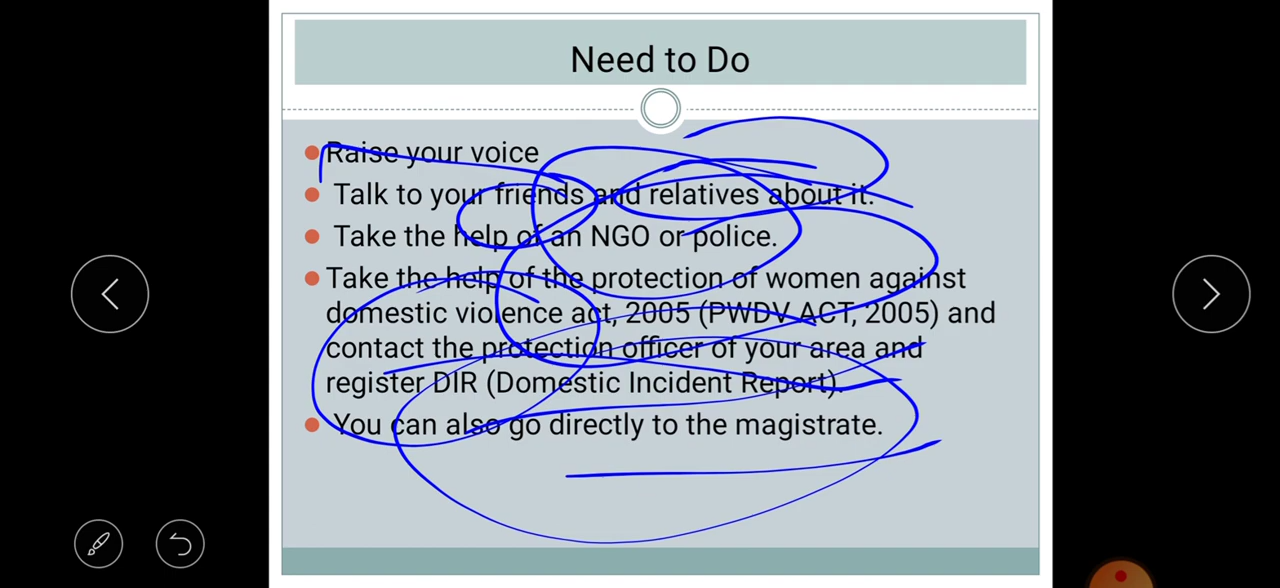 Need to Do
Raise your voice
Talk to your friends and relatives about it.
Take the help of an NGO or police.
Take the help of the protection of women against
domestic violence act, 2005 (PWDV ACT, 2005) and
contact the protection officer of your area and
register DIR (Domestic Incident Report).
You can also go directly to the magistrate.